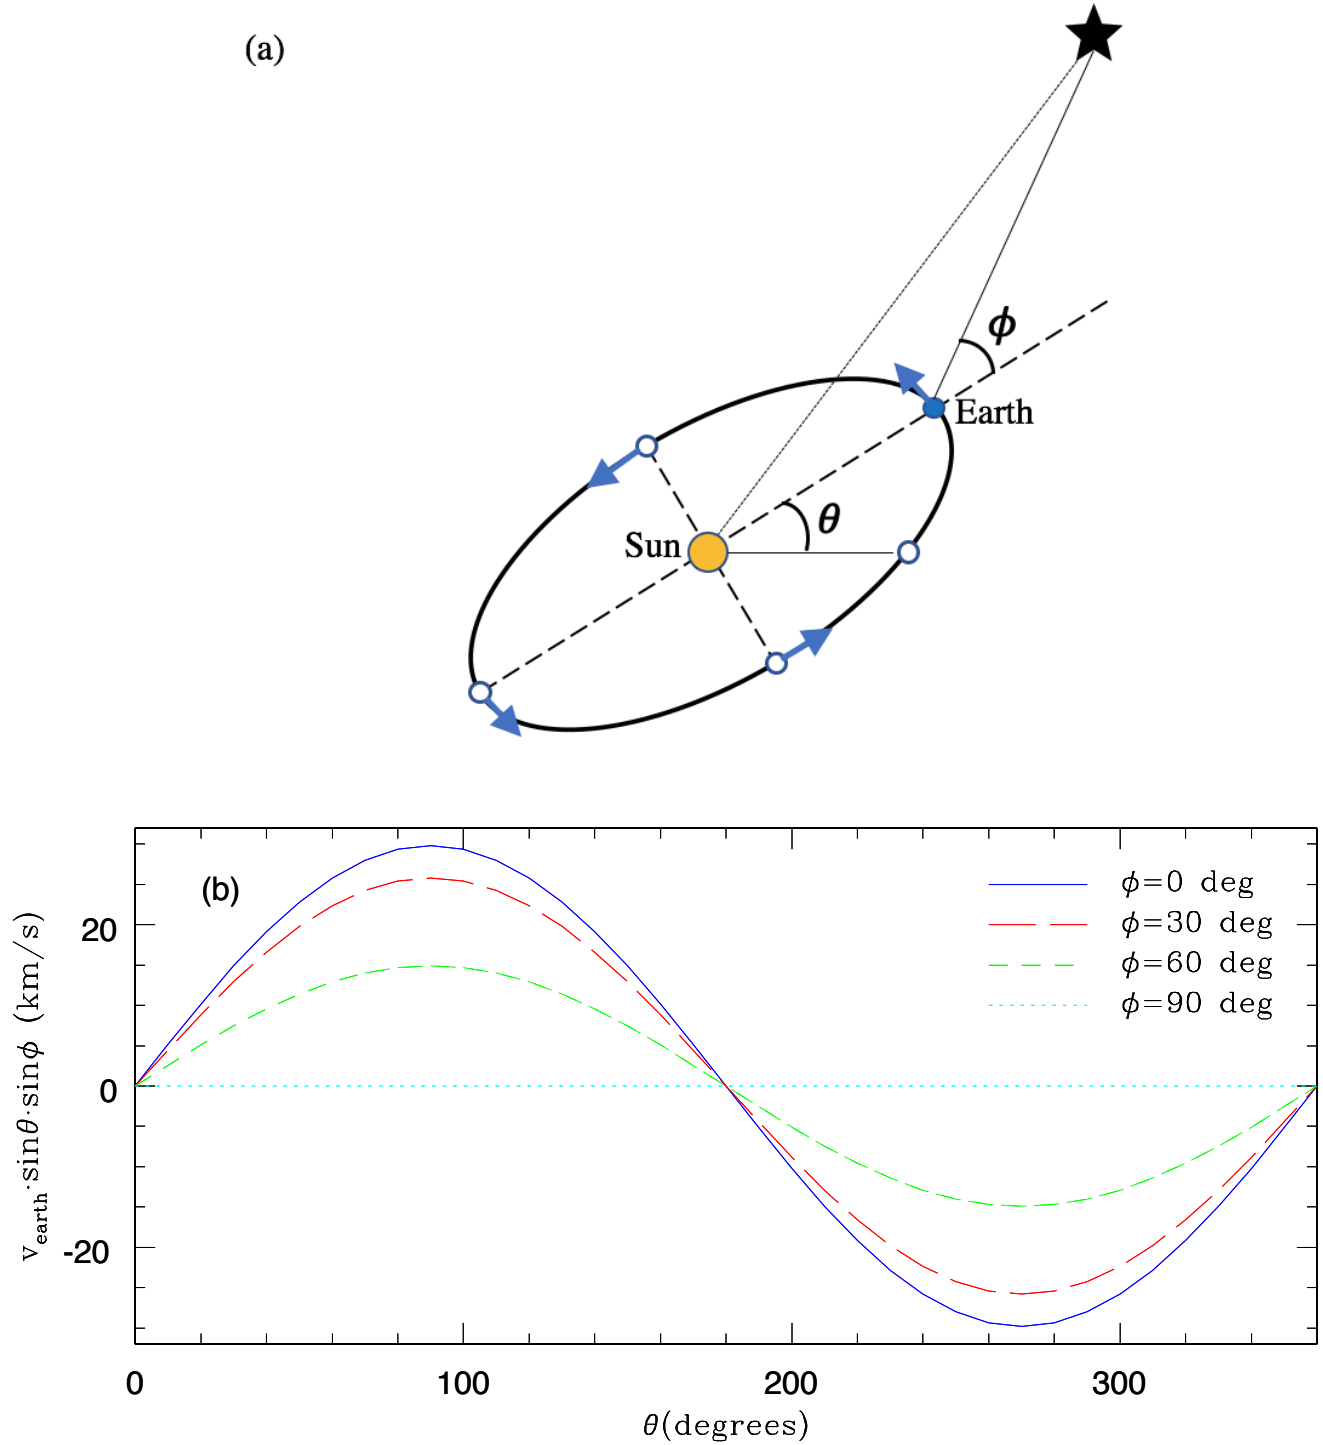 (a)
ϕ
Earth
θ
Sun
(b)
ϕ=0 deg
ϕ=30 deg
ϕ=60 deg
ϕ=90 deg
20
0
-20
v_earth·sinθ·sinϕ (km/s)
0 100 200 300
θ(degrees)